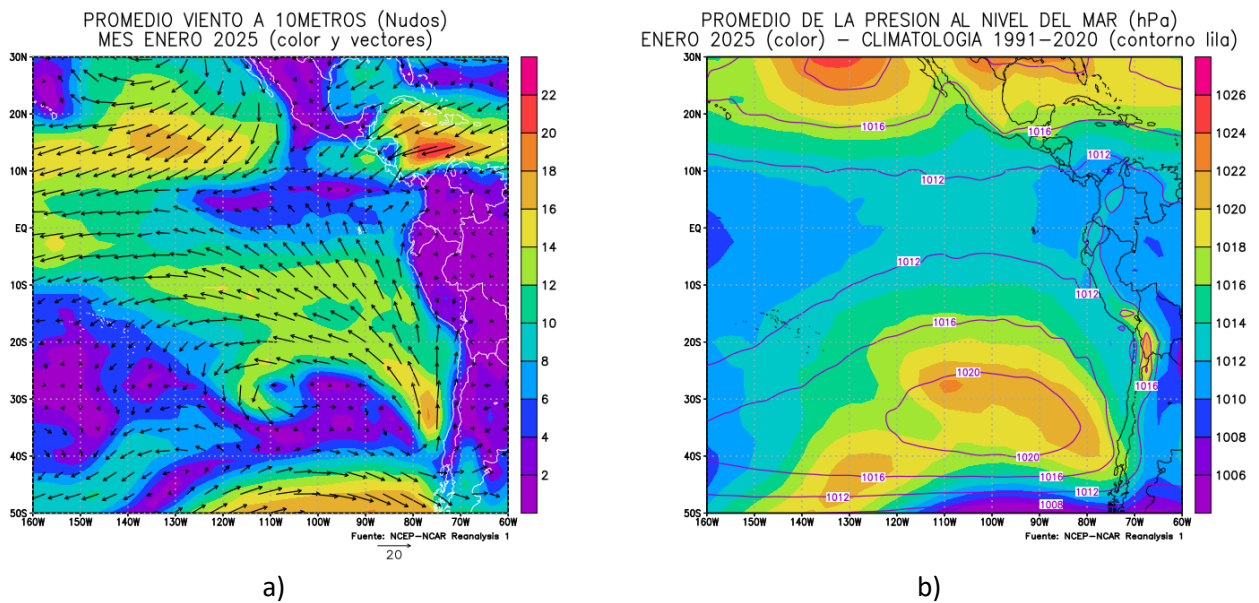 PROMEDIO VIENTO A 10METROS (Nudos)
MES ENERO 2025 (color y vectores)
30N
20N
10N
EQ
10S
20S
30S
40S
50S
160W 150W 140W 130W 120W 110W 100W 90W 80W 70W 60W
22
20
18
16
14
12
10
8
6
4
2
Fuente: NCEP-NCAR Reanalysis 1
20
a)
PROMEDIO DE LA PRESION AL NIVEL DEL MAR (hPa)
ENERO 2025 (color) - CLIMATOLOGIA 1991-2020 (contorno lila)
30N
20N
10N
EQ
10S
20S
30S
40S
50S
1016
1016
1012
1012
1012
1012
1016
1016
1020
1020
1016
1016
1012
1012
1008
160W 150W 140W 130W 120W 110W 100W 90W 80W 70W 60W
1026
1024
1022
1020
1018
1016
1014
1012
1010
1008
1006
Fuente: NCEP-NCAR Reanalysis 1
b)